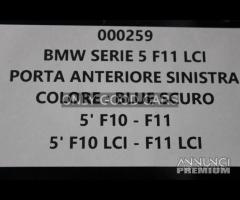 000259
BMW SERIE 5 F11 LCI
PORTA ANTERIORE SINISTRA
COLORE - BLUE SCURO
5' F10 - F11
5' F10 LCI - F11 LCI
ANNUNCI
PREMIUM